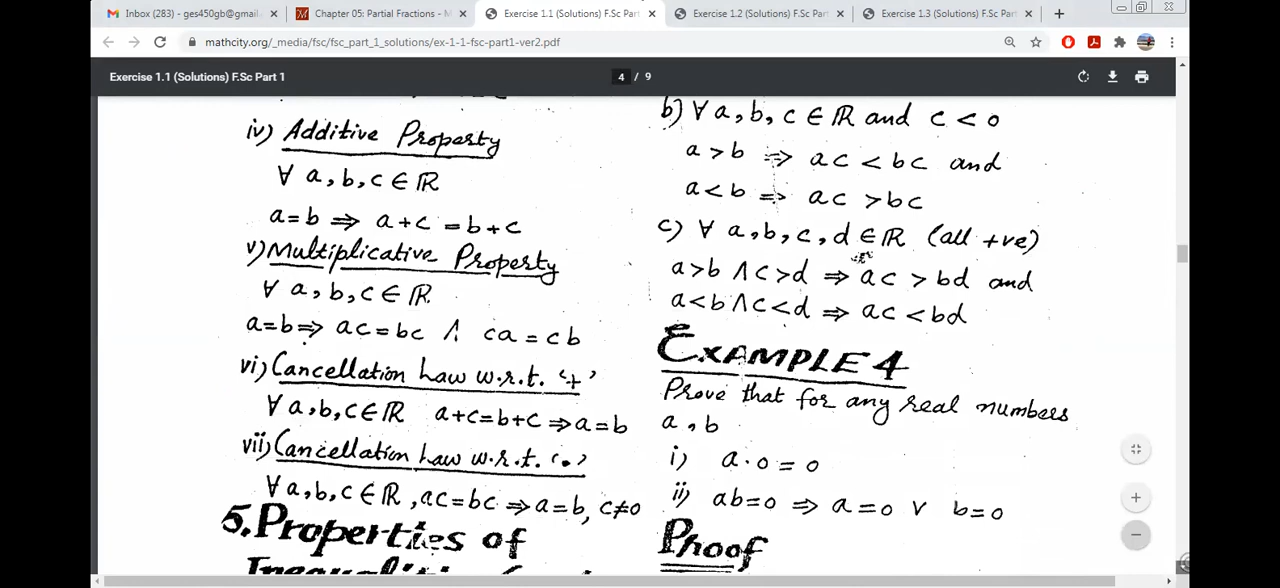 Inbox (283) - ges450gb@gmail.
Chapter 05: Partial Fractions - M
Exercise 1.1 (Solutions) F.Sc Part
Exercise 1.2 (Solutions) F.Sc P
Exercise 1.3 (Solutions) F.Sc P
mathcity.org/_media/fsc/fsc_part_1_solutions/ex-1-1-fsc-part1-ver2.pdf
Exercise 1.1 (Solutions) F.Sc Part 1
4 / 9
iv) Additive Property
∀ a, b, c ∈ ℝ
a = b ⇒ a + c = b + c
v) Multiplicative Property
∀ a, b, c ∈ ℝ
a = b ⇒ ac = bc ∧ ca = cb
vi) Cancellation Law w.r.t. '+'
∀ a, b, c ∈ ℝ a + c = b + c ⇒ a = b
vii) Cancellation Law w.r.t. '•'
∀ a, b, c ∈ ℝ, ac = bc ⇒ a = b, c ≠ 0
5. Properties of
b) ∀ a, b, c ∈ ℝ and c < 0
a > b ⇒ ac < bc and
a < b ⇒ ac > bc
c) ∀ a, b, c, d ∈ ℝ (all +ve)
a > b ∧ c > d ⇒ ac > bd and
a < b ∧ c < d ⇒ ac < bd
EXAMPLE 4
Prove that for any real numbers
a, b
i) a · 0 = 0
ii) ab = 0 ⇒ a = 0 ∨ b = 0
Proof